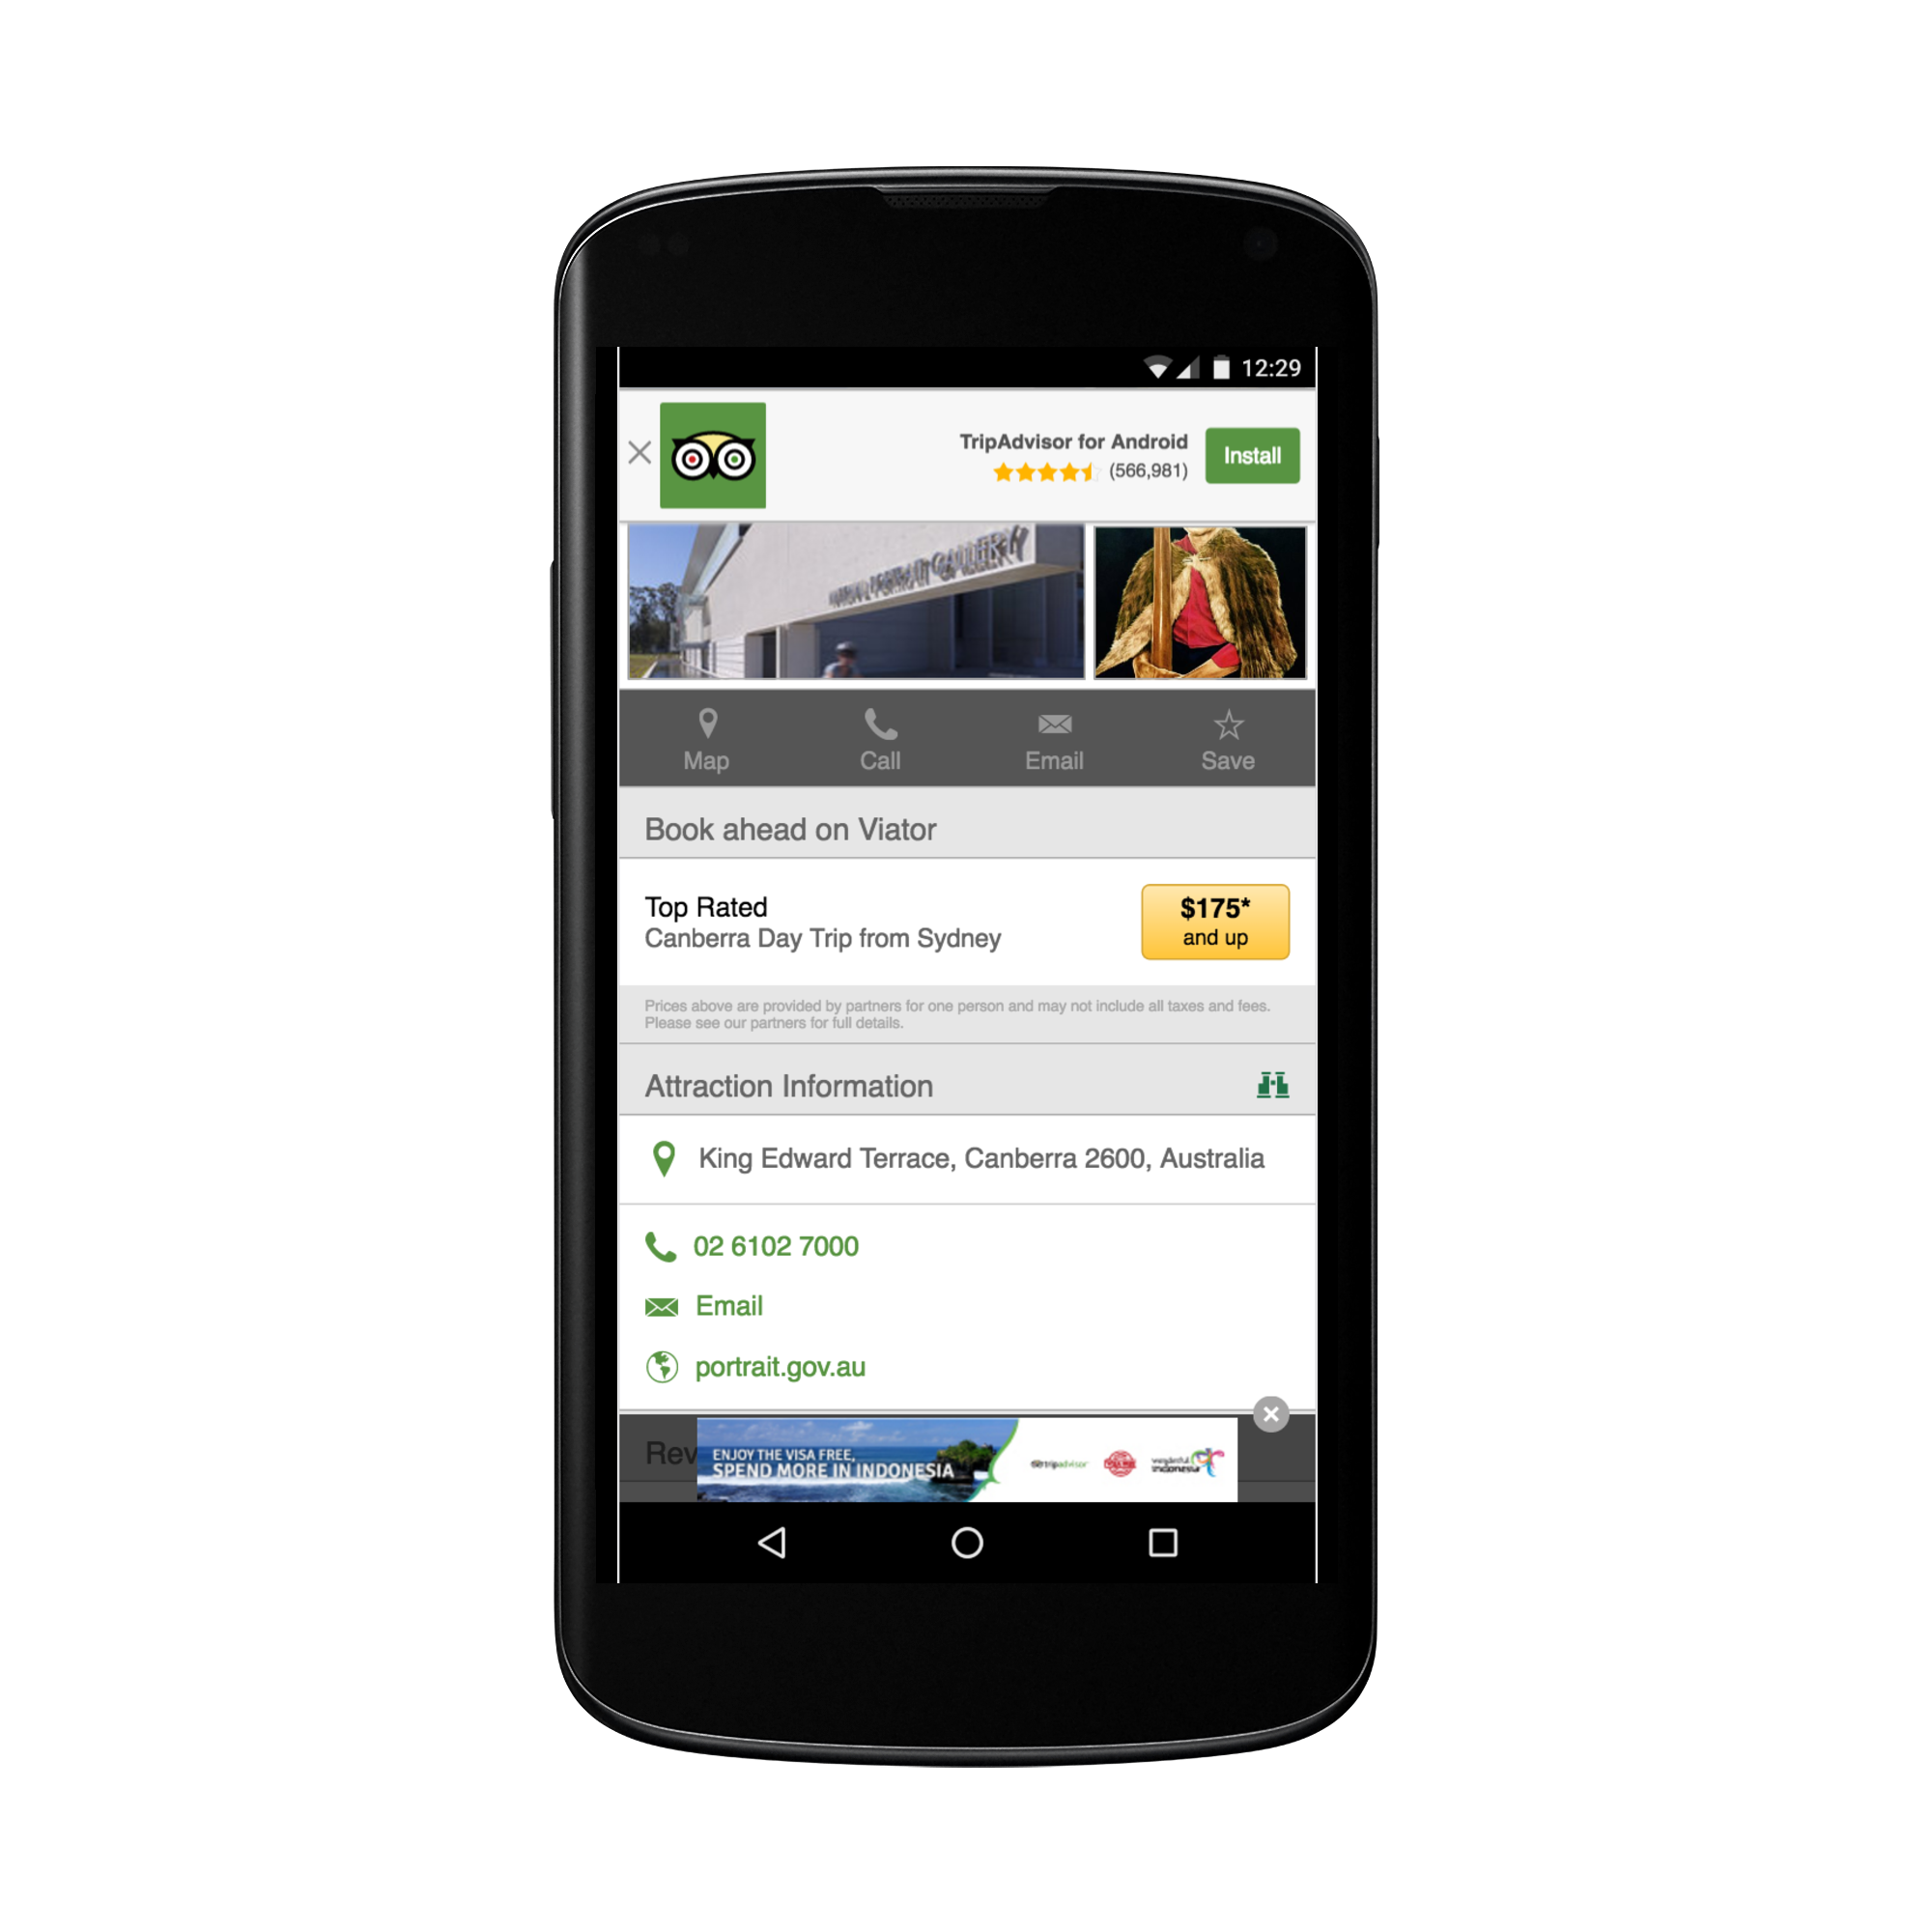 12:29
TripAdvisor for Android
(566,981)
Install
PORTRAIT GALLERY
Map
Call
Email
Save
Book ahead on Viator
Top Rated
Canberra Day Trip from Sydney
$175*
and up
Prices above are provided by partners for one person and may not include all taxes and fees.
Please see our partners for full details.
Attraction Information
King Edward Terrace, Canberra 2600, Australia
02 6102 7000
Email
portrait.gov.au
Rev
ENJOY THE VISA FREE,
SPEND MORE IN INDONESIA
tripadvisor
wonderful
indonesia